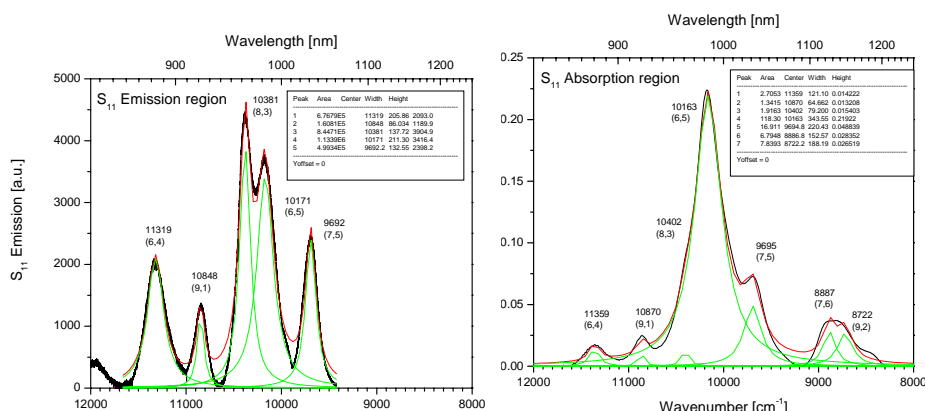 Wavelength [nm]
900 1000 1100 1200
5000
4000
3000
2000
1000
0
S11 Emission [a.u.]
S11 Emission region
10381
(8,3)
Peak Area Center Width Height
1 6.7679E5 11319 205.86 2093.0
2 1.6081E5 10848 86.034 1189.9
3 8.4471E5 10381 137.72 3904.9
4 1.1339E6 10171 211.30 3416.4
5 4.9934E5 9692.2 132.55 2398.2
Yoffset = 0
10171
(6,5)
9692
(7,5)
11319
(6,4)
10848
(9,1)
12000 11000 10000 9000 8000
Wavelength [nm]
900 1000 1100 1200
0.25
0.20
0.15
0.10
0.05
0.00
S11 Absorption region
10163
(6,5)
Peak Area Center Width Height
1 2.7053 11359 121.10 0.014222
2 1.3415 10870 64.662 0.013208
3 1.9163 10402 79.200 0.015403
4 118.30 10163 343.55 0.21922
5 16.911 9694.8 220.43 0.048839
6 6.7948 8886.8 152.57 0.028352
7 7.8393 8722.2 188.19 0.026519
Yoffset = 0
10402
(8,3)
9695
(7,5)
11359
(6,4)
10870
(9,1)
8887
(7,6)
8722
(9,2)
12000 11000 10000 9000 8000
Wavenumber [cm-1]